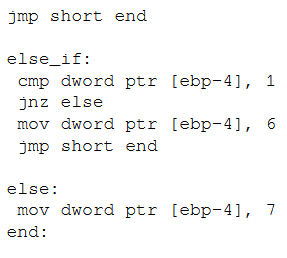 jmp short end
else_if:
cmp dword ptr [ebp-4], 1
jnz else
mov dword ptr [ebp-4], 6
jmp short end
else:
mov dword ptr [ebp-4], 7
end: